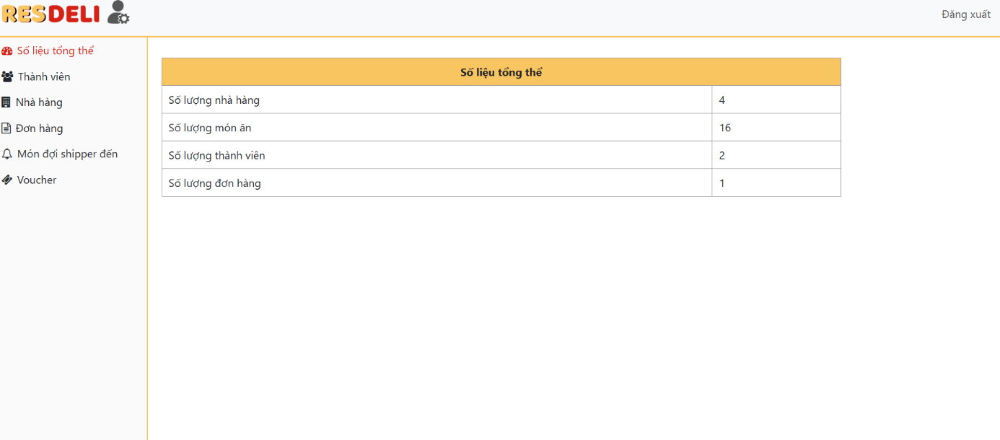 RESDELI
Đăng xuất
Số liệu tổng thể
Thành viên
Nhà hàng
Đơn hàng
Món đợi shipper đến
Voucher
Số liệu tổng thể
Số lượng nhà hàng 4
Số lượng món ăn 16
Số lượng thành viên 2
Số lượng đơn hàng 1